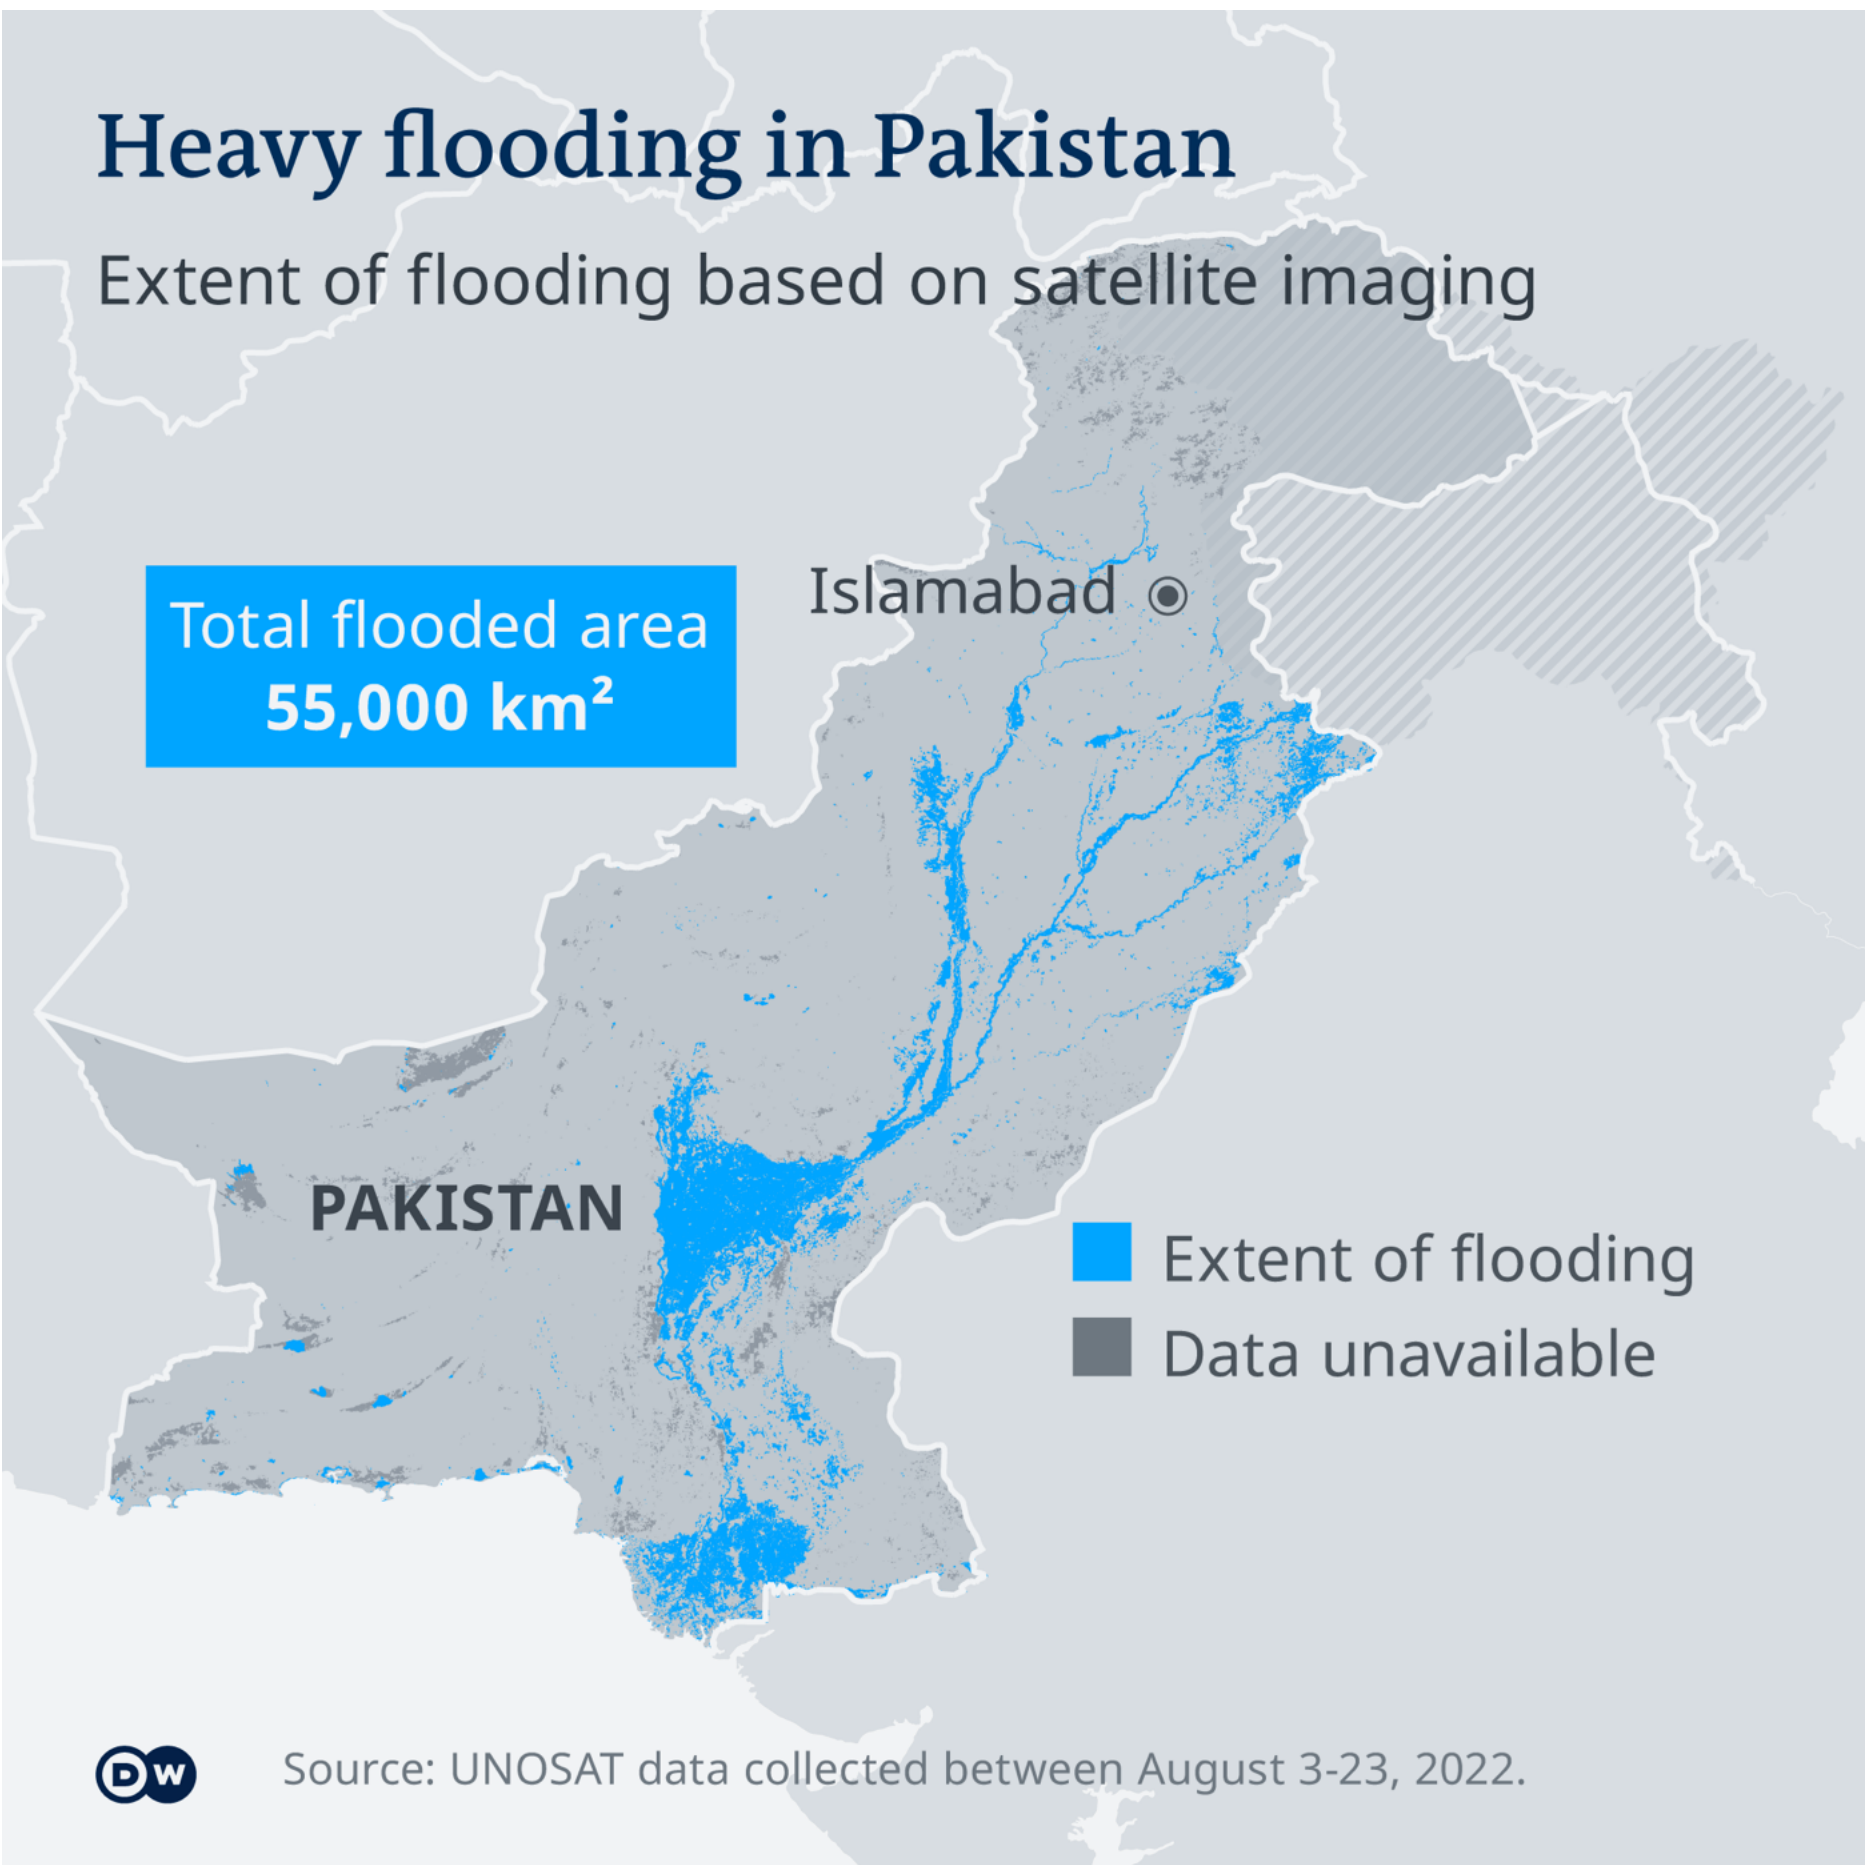 Heavy flooding in Pakistan
Extent of flooding based on satellite imaging
Islamabad
Total flooded area
55,000 km²
PAKISTAN
Extent of flooding
Data unavailable
DW
Source: UNOSAT data collected between August 3-23, 2022.